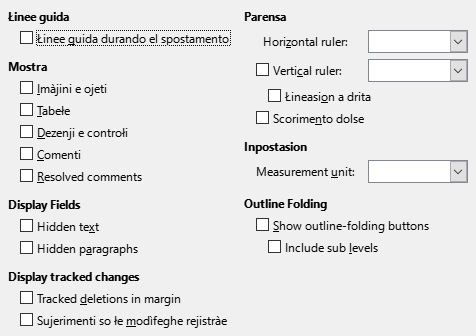 Łinee guida
Łinee guida durando el spostamento
Mostra
Imàjini e ojeti
Tabełe
Dezenji e controłi
Comenti
Resolved comments
Display Fields
Hidden text
Hidden paragraphs
Display tracked changes
Tracked deletions in margin
Sujerimenti so łe modìfeghe rejistràe
Parensa
Horizontal ruler:
Vertical ruler:
Łineasion a drita
Scorimento dolse
Inpostasion
Measurement unit:
Outline Folding
Show outline-folding buttons
Include sub levels